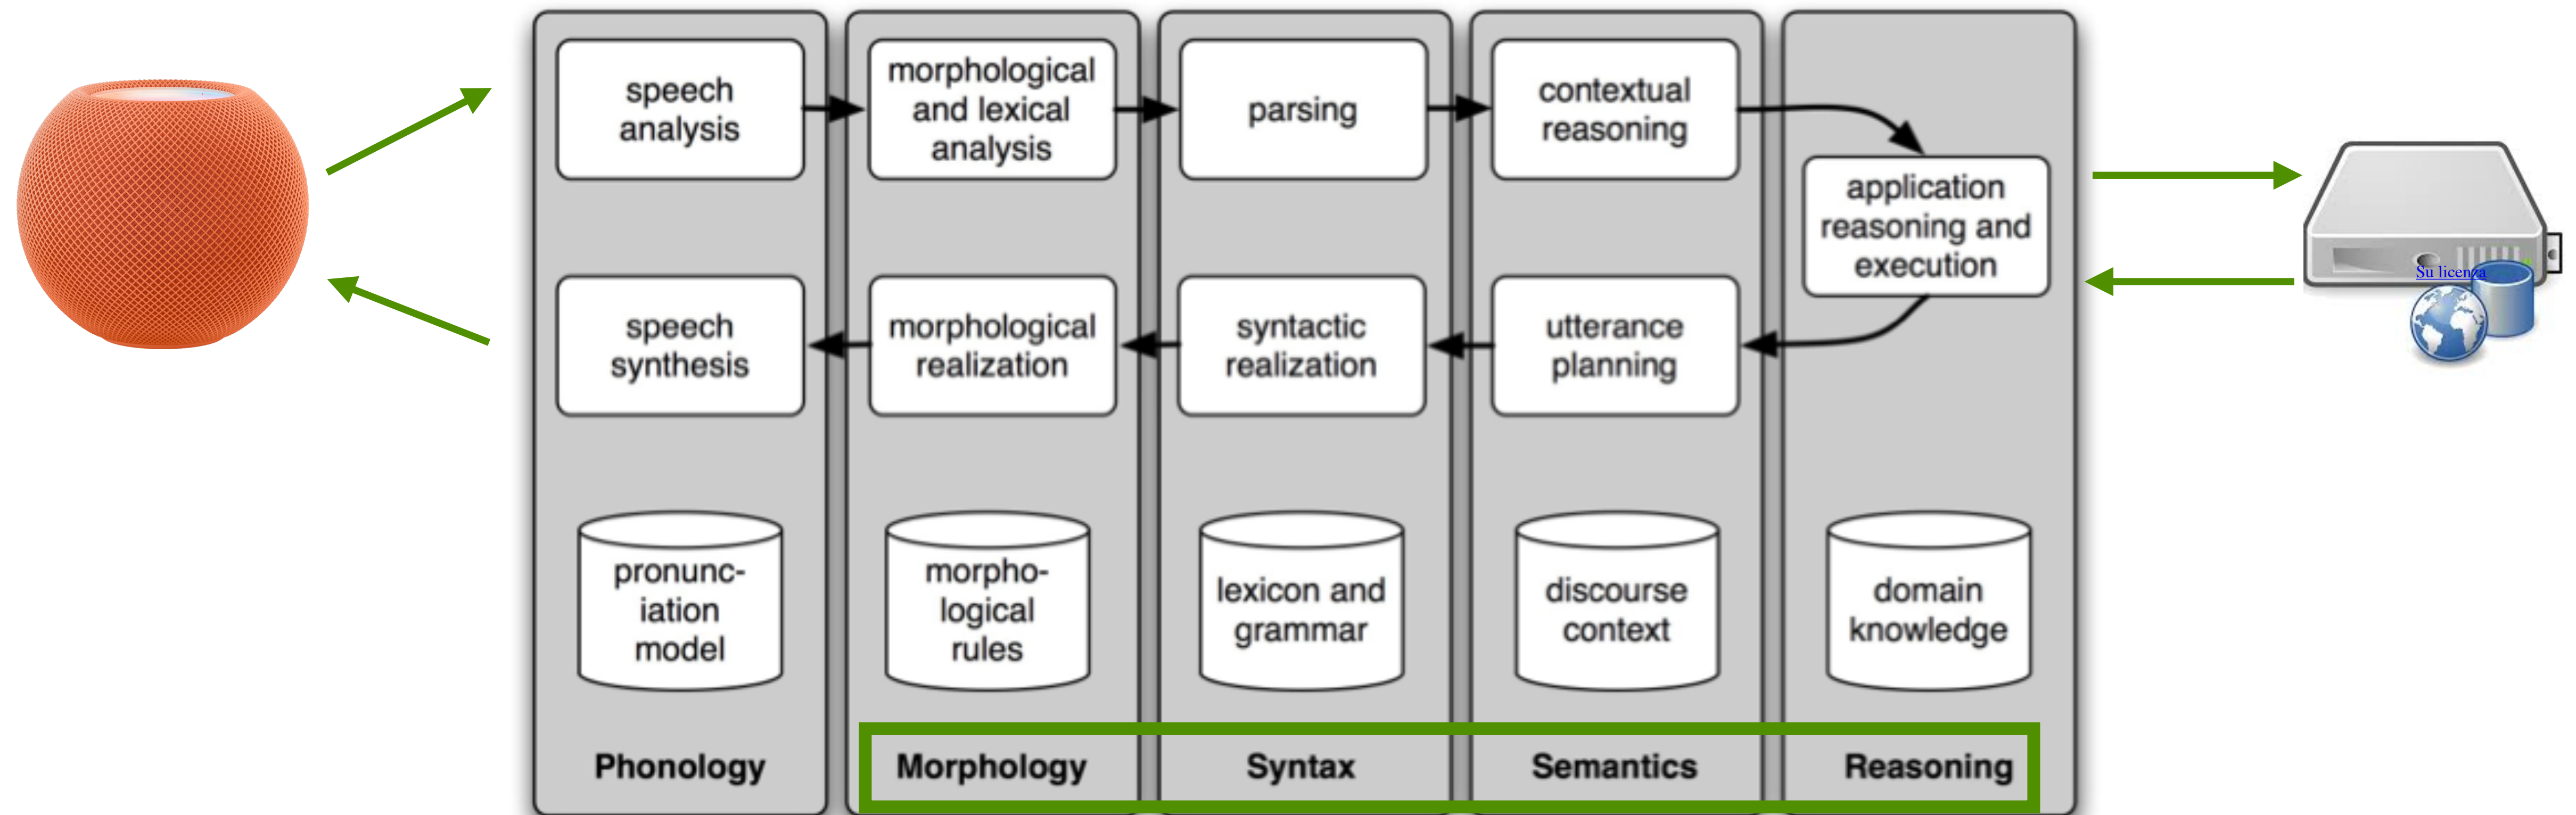 speech
analysis
morphological
and lexical
analysis
parsing
contextual
reasoning
application
reasoning and
execution
Su licenza
speech
synthesis
morphological
realization
syntactic
realization
utterance
planning
pronunc-
iation
model
morpho-
logical
rules
lexicon and
grammar
discourse
context
domain
knowledge
Phonology
Morphology
Syntax
Semantics
Reasoning